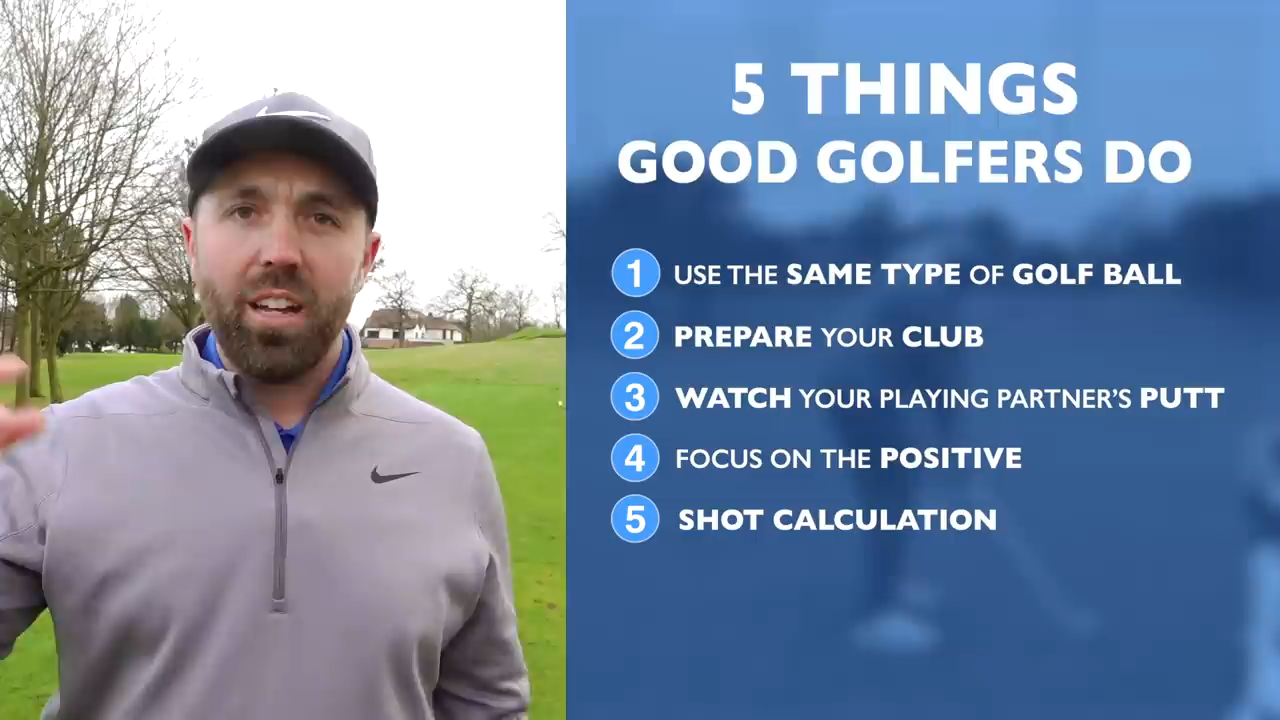 5 THINGS
GOOD GOLFERS DO
1 USE THE SAME TYPE OF GOLF BALL
2 PREPARE YOUR CLUB
3 WATCH YOUR PLAYING PARTNER'S PUTT
4 FOCUS ON THE POSITIVE
5 SHOT CALCULATION